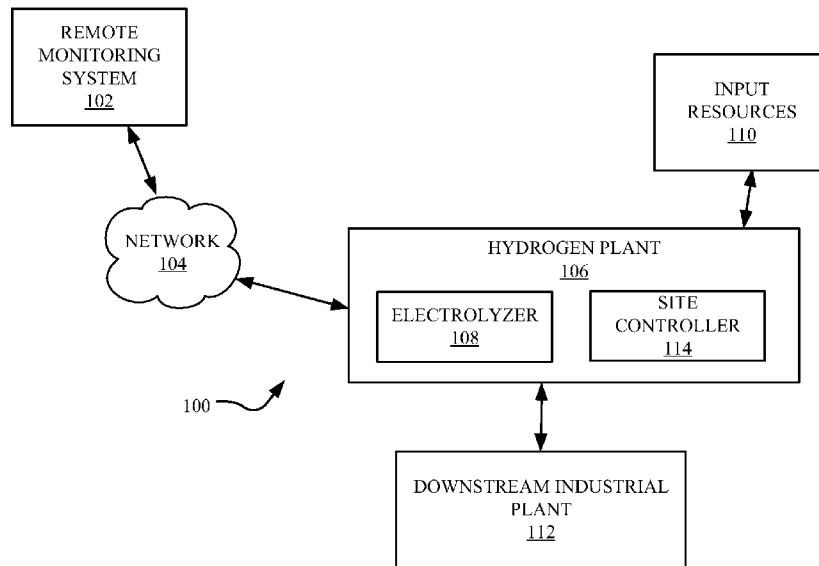 REMOTE
MONITORING
SYSTEM
102
INPUT
RESOURCES
110
NETWORK
104
HYDROGEN PLANT
106
ELECTROLYZER
108
SITE
CONTROLLER
114
100
DOWNSTREAM INDUSTRIAL
PLANT
112